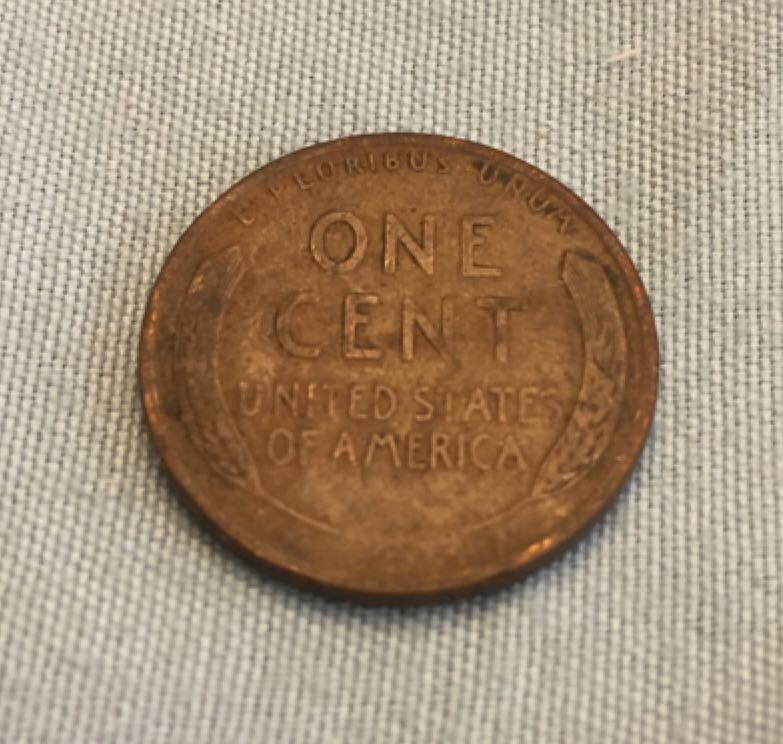 E PLURIBUS UNUM
ONE
CENT
UNITED STATES
OF AMERICA